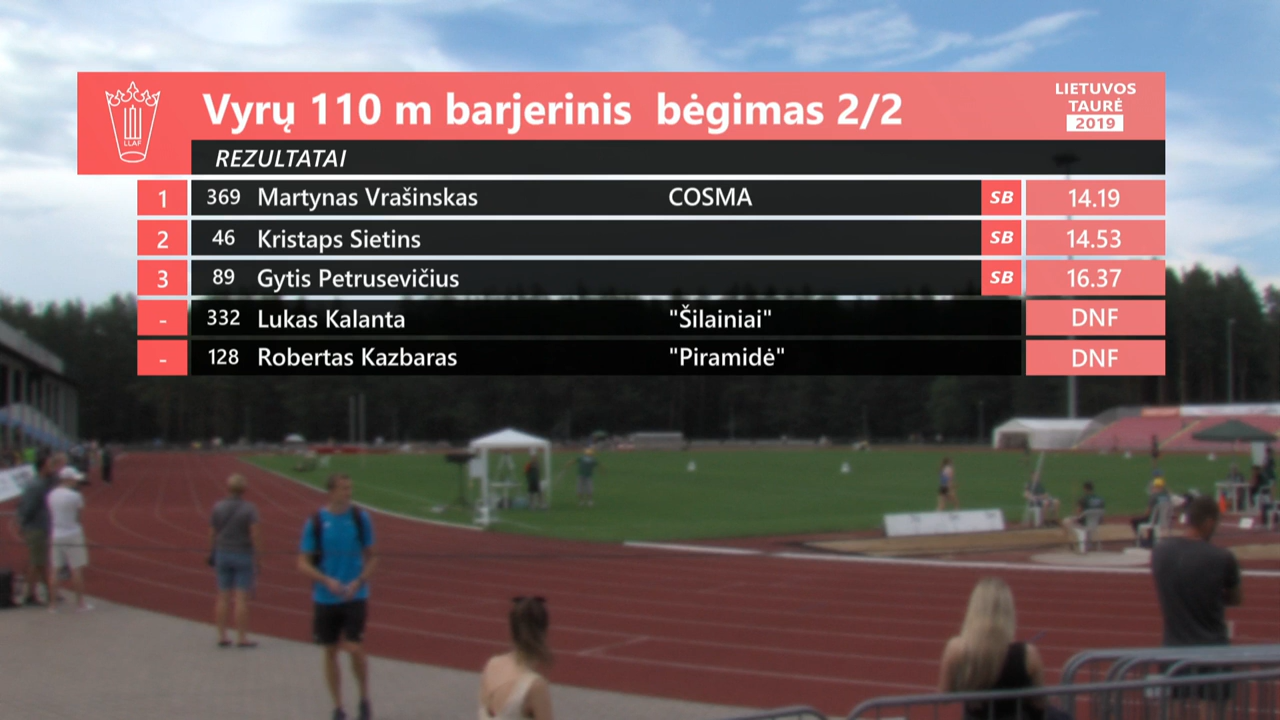 Vyrų 110 m barjerinis bėgimas 2/2
LIETUVOS
TAURĖ
2019
LLAF
REZULTATAI
1 369 Martynas Vrašinskas COSMA SB 14.19
2 46 Kristaps Sietins SB 14.53
3 89 Gytis Petrusevičius SB 16.37
- 332 Lukas Kalanta "Šilainiai" DNF
- 128 Robertas Kazbaras "Piramidė" DNF